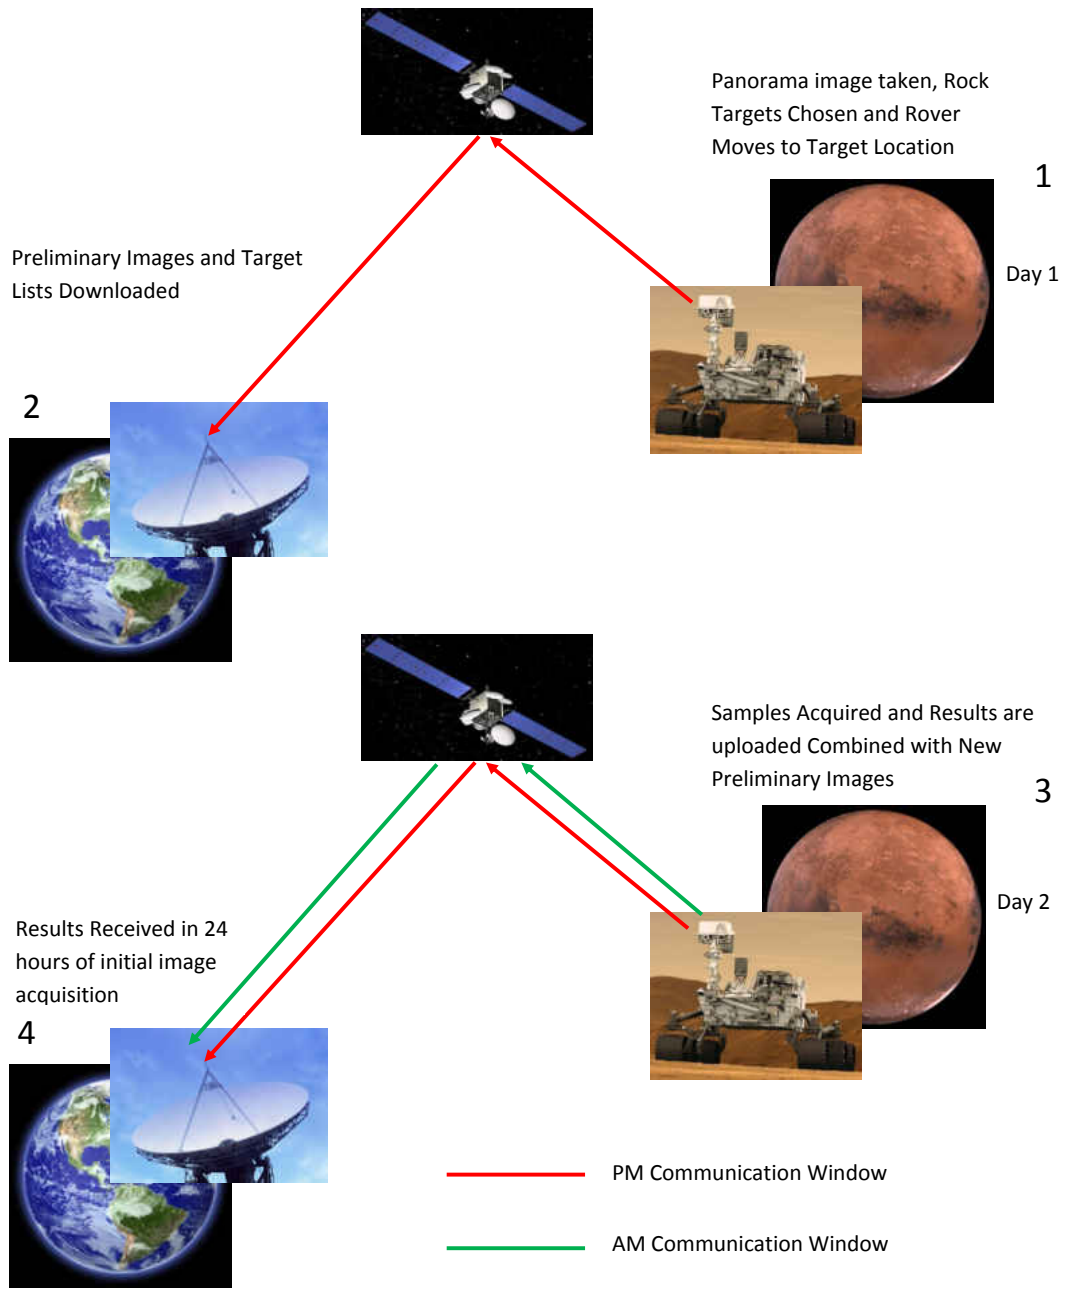 Panorama image taken, Rock
Targets Chosen and Rover
Moves to Target Location
1
Day 1
Preliminary Images and Target
Lists Downloaded
2
Samples Acquired and Results are
uploaded Combined with New
Preliminary Images
3
Day 2
Results Received in 24
hours of initial image
acquisition
4
PM Communication Window
AM Communication Window